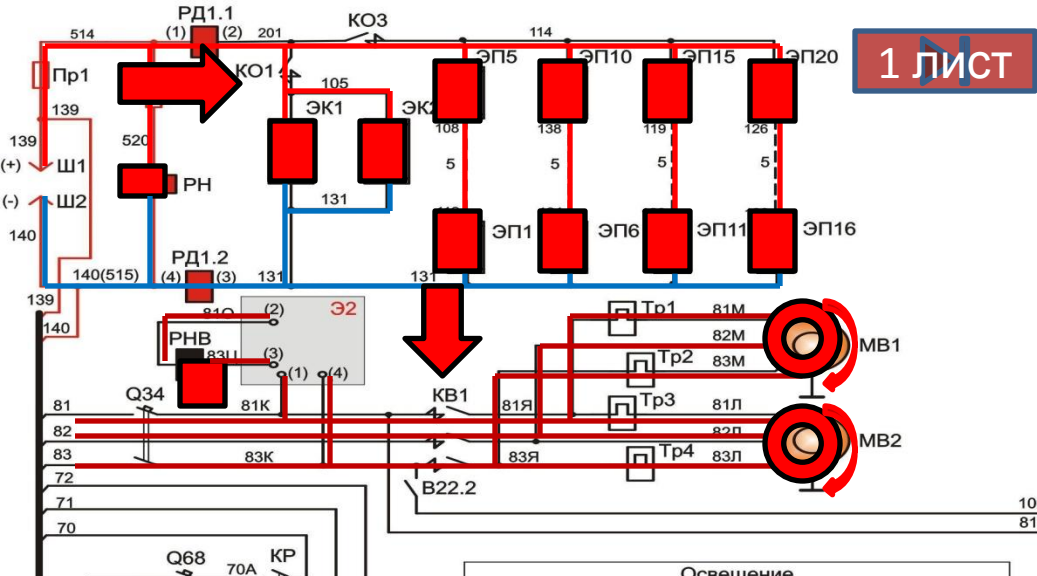 РД1.1
514 (1) (2) 201 КО3 114
ЭП5 ЭП10 ЭП15 ЭП20
1 лист
Пр1 КО1
105
139 ЭК1
139 520 108 138 119 126
(+) Ш1 5 5 5 5
РН
(-) Ш2 131
140 ЭП1 ЭП6 ЭП11 ЭП16
РД1.2
140(515) (4) (3) 131 131
139 (2) Э2 Тр1 81М
140 82М МВ1
РНВ (3) Тр2 83М
(1) (4)
Q34 КВ1 Тр3
81 81К 81Я 81Л
82 82Л МВ2
83 83К 83Я Тр4 83Л
72 В22.2
71 10
70 81
Q68 70А КР
Освещение